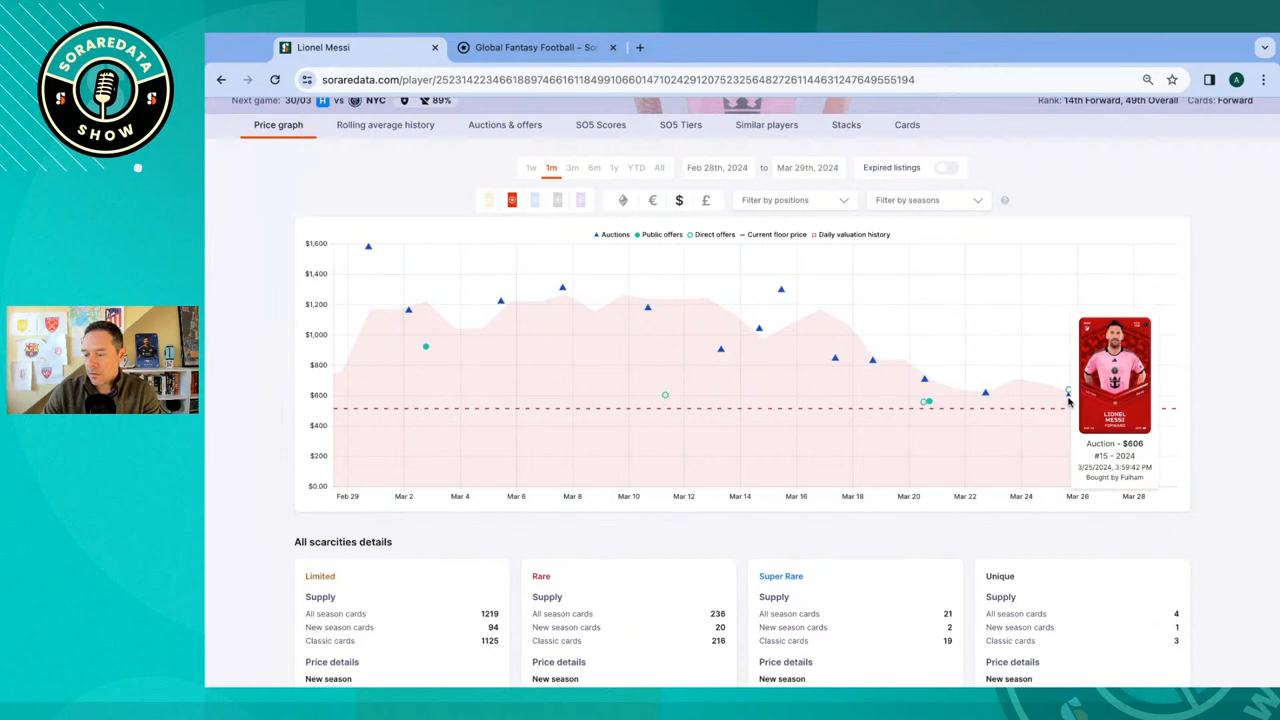 SORAREDATA
SHOW
Lionel Messi
Global Fantasy Football – Sor
soraredata.com/player/25231422346618897466161184991066014710242912075232564827261144631247649555194
Next game: 30/03 vs NYC 89%
Rank: 14th Forward, 49th Overall Cards: Forward
Price graph Rolling average history Auctions & offers SO5 Scores SO5 Tiers Similar players Stacks Cards
1w 1m 3m 6m 1y YTD All Feb 28th, 2024 to Mar 29th, 2024 Expired listings
€ $ £ Filter by positions Filter by seasons
Auctions Public offers Direct offers Current floor price Daily valuation history
$1,600
$1,400
$1,200
$1,000
$800
$600
$400
$200
$0.00
Feb 29 Mar 2 Mar 4 Mar 6 Mar 8 Mar 10 Mar 12 Mar 14 Mar 16 Mar 18 Mar 20 Mar 22 Mar 24 Mar 26 Mar 28
LIONEL
MESSI
FORWARD
Auction - $606
#15 - 2024
3/25/2024, 3:59:42 PM
Bought by Fulham
All scarcities details
Limited
Supply
All season cards 1219
New season cards 94
Classic cards 1125
Price details
New season
Rare
Supply
All season cards 236
New season cards 20
Classic cards 216
Price details
New season
Super Rare
Supply
All season cards 21
New season cards 2
Classic cards 19
Price details
New season
Unique
Supply
All season cards 4
New season cards 1
Classic cards 3
Price details
New season